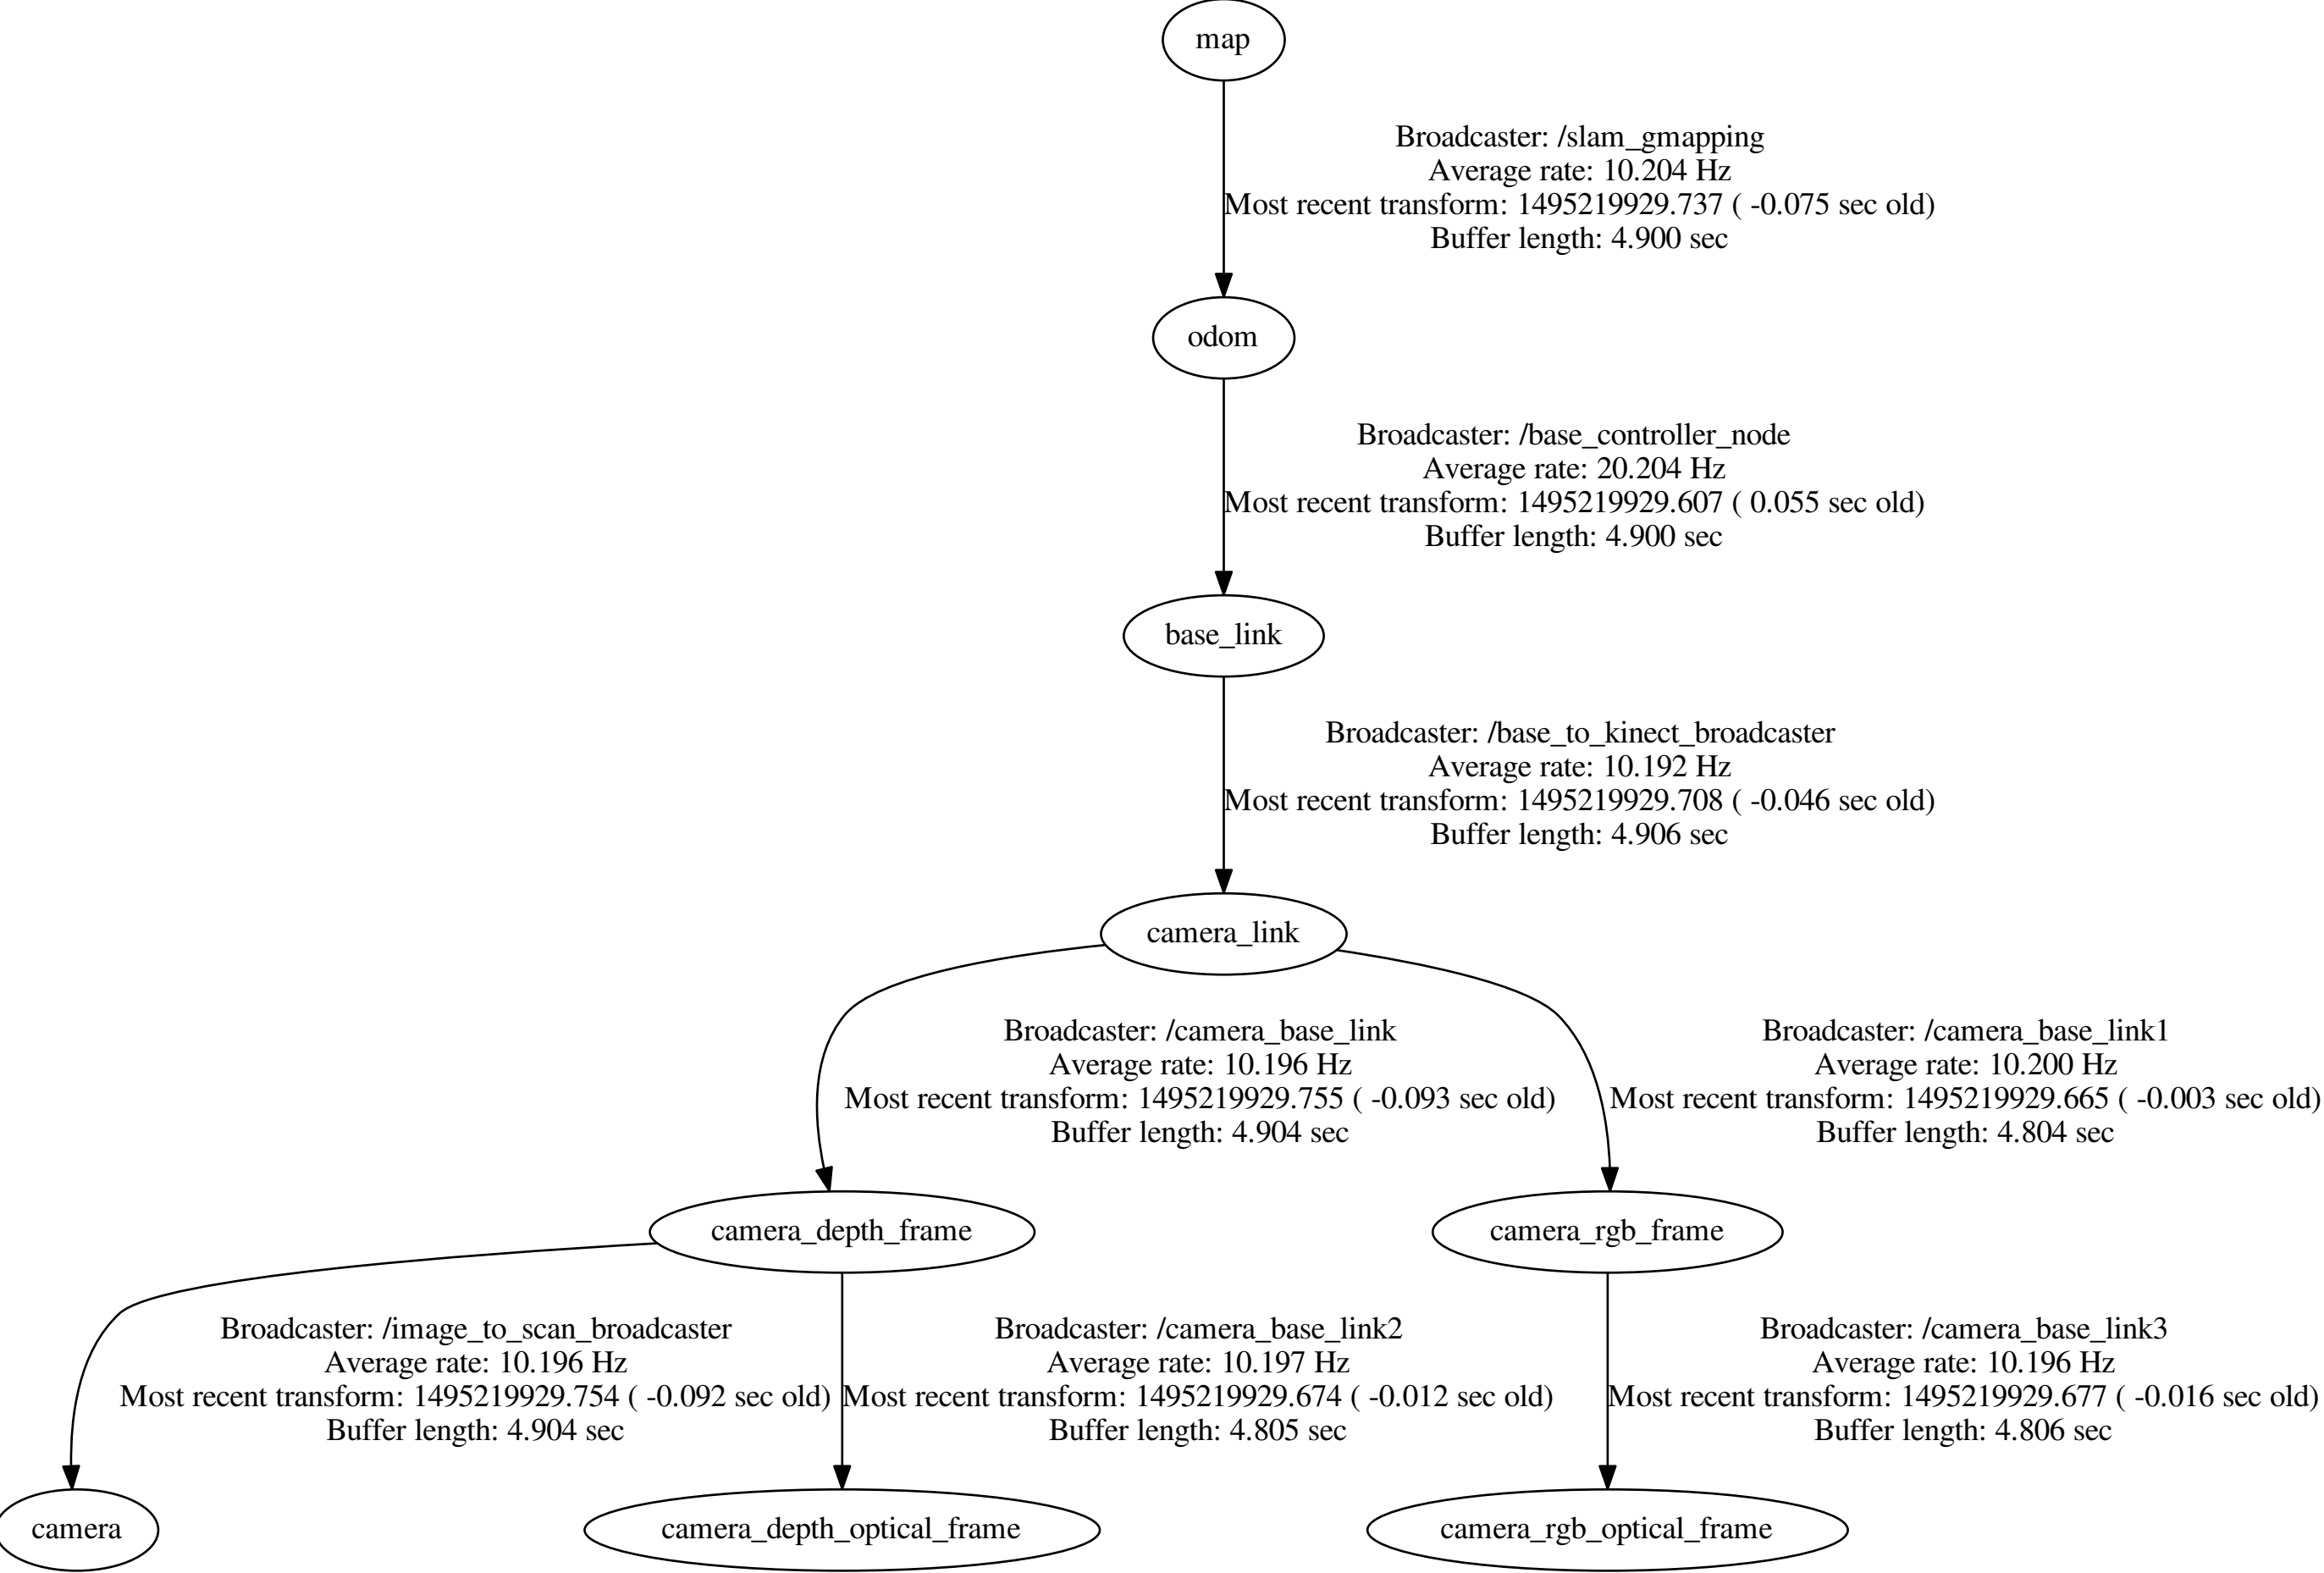 map
Broadcaster: /slam_gmapping
Average rate: 10.204 Hz
Most recent transform: 1495219929.737 ( -0.075 sec old)
Buffer length: 4.900 sec
odom
Broadcaster: /base_controller_node
Average rate: 20.204 Hz
Most recent transform: 1495219929.607 ( 0.055 sec old)
Buffer length: 4.900 sec
base_link
Broadcaster: /base_to_kinect_broadcaster
Average rate: 10.192 Hz
Most recent transform: 1495219929.708 ( -0.046 sec old)
Buffer length: 4.906 sec
camera_link
Broadcaster: /camera_base_link
Average rate: 10.196 Hz
Most recent transform: 1495219929.755 ( -0.093 sec old)
Buffer length: 4.904 sec
Broadcaster: /camera_base_link1
Average rate: 10.200 Hz
Most recent transform: 1495219929.665 ( -0.003 sec old)
Buffer length: 4.804 sec
camera_depth_frame
camera_rgb_frame
Broadcaster: /image_to_scan_broadcaster
Average rate: 10.196 Hz
Most recent transform: 1495219929.754 ( -0.092 sec old)
Buffer length: 4.904 sec
Broadcaster: /camera_base_link2
Average rate: 10.197 Hz
Most recent transform: 1495219929.674 ( -0.012 sec old)
Buffer length: 4.805 sec
Broadcaster: /camera_base_link3
Average rate: 10.196 Hz
Most recent transform: 1495219929.677 ( -0.016 sec old)
Buffer length: 4.806 sec
camera
camera_depth_optical_frame
camera_rgb_optical_frame